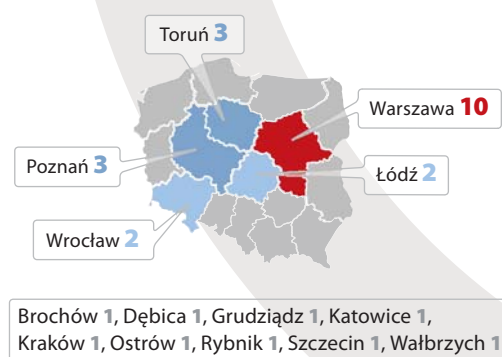 Toruń 3
Warszawa 10
Poznań 3
Łódź 2
Wrocław 2
Brochów 1, Dębica 1, Grudziądz 1, Katowice 1,
Kraków 1, Ostrów 1, Rybnik 1, Szczecin 1, Wałbrzych 1